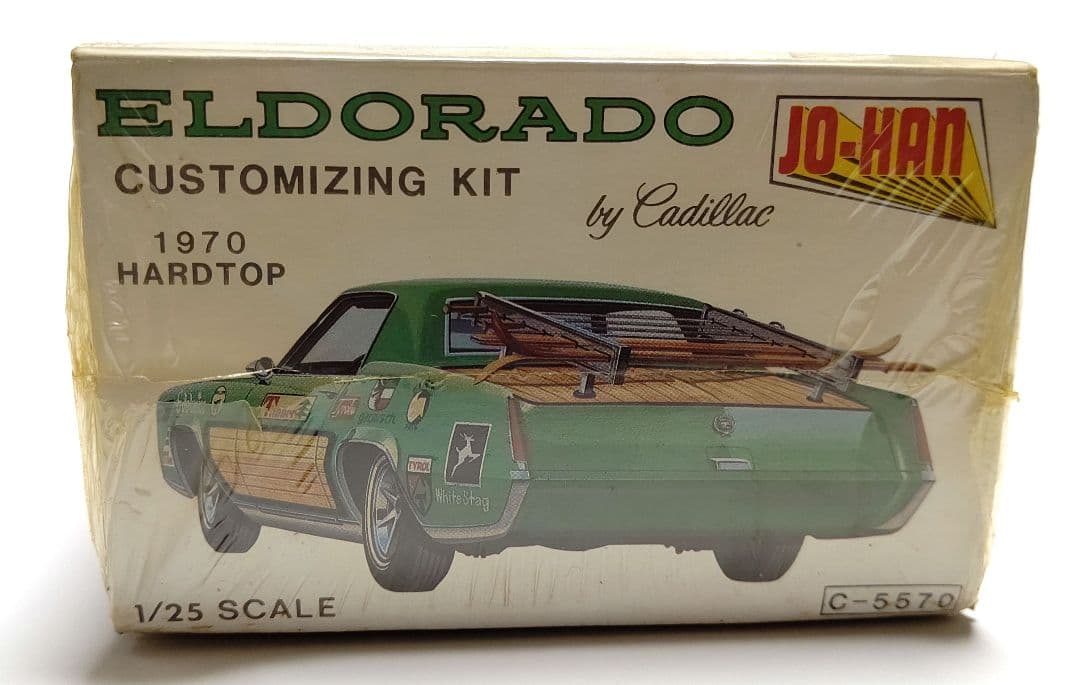 ELDORADO
JO-HAN
CUSTOMIZING KIT
by Cadillac
1970
HARDTOP
TYROL
White Stag
1/25 SCALE
C-5570